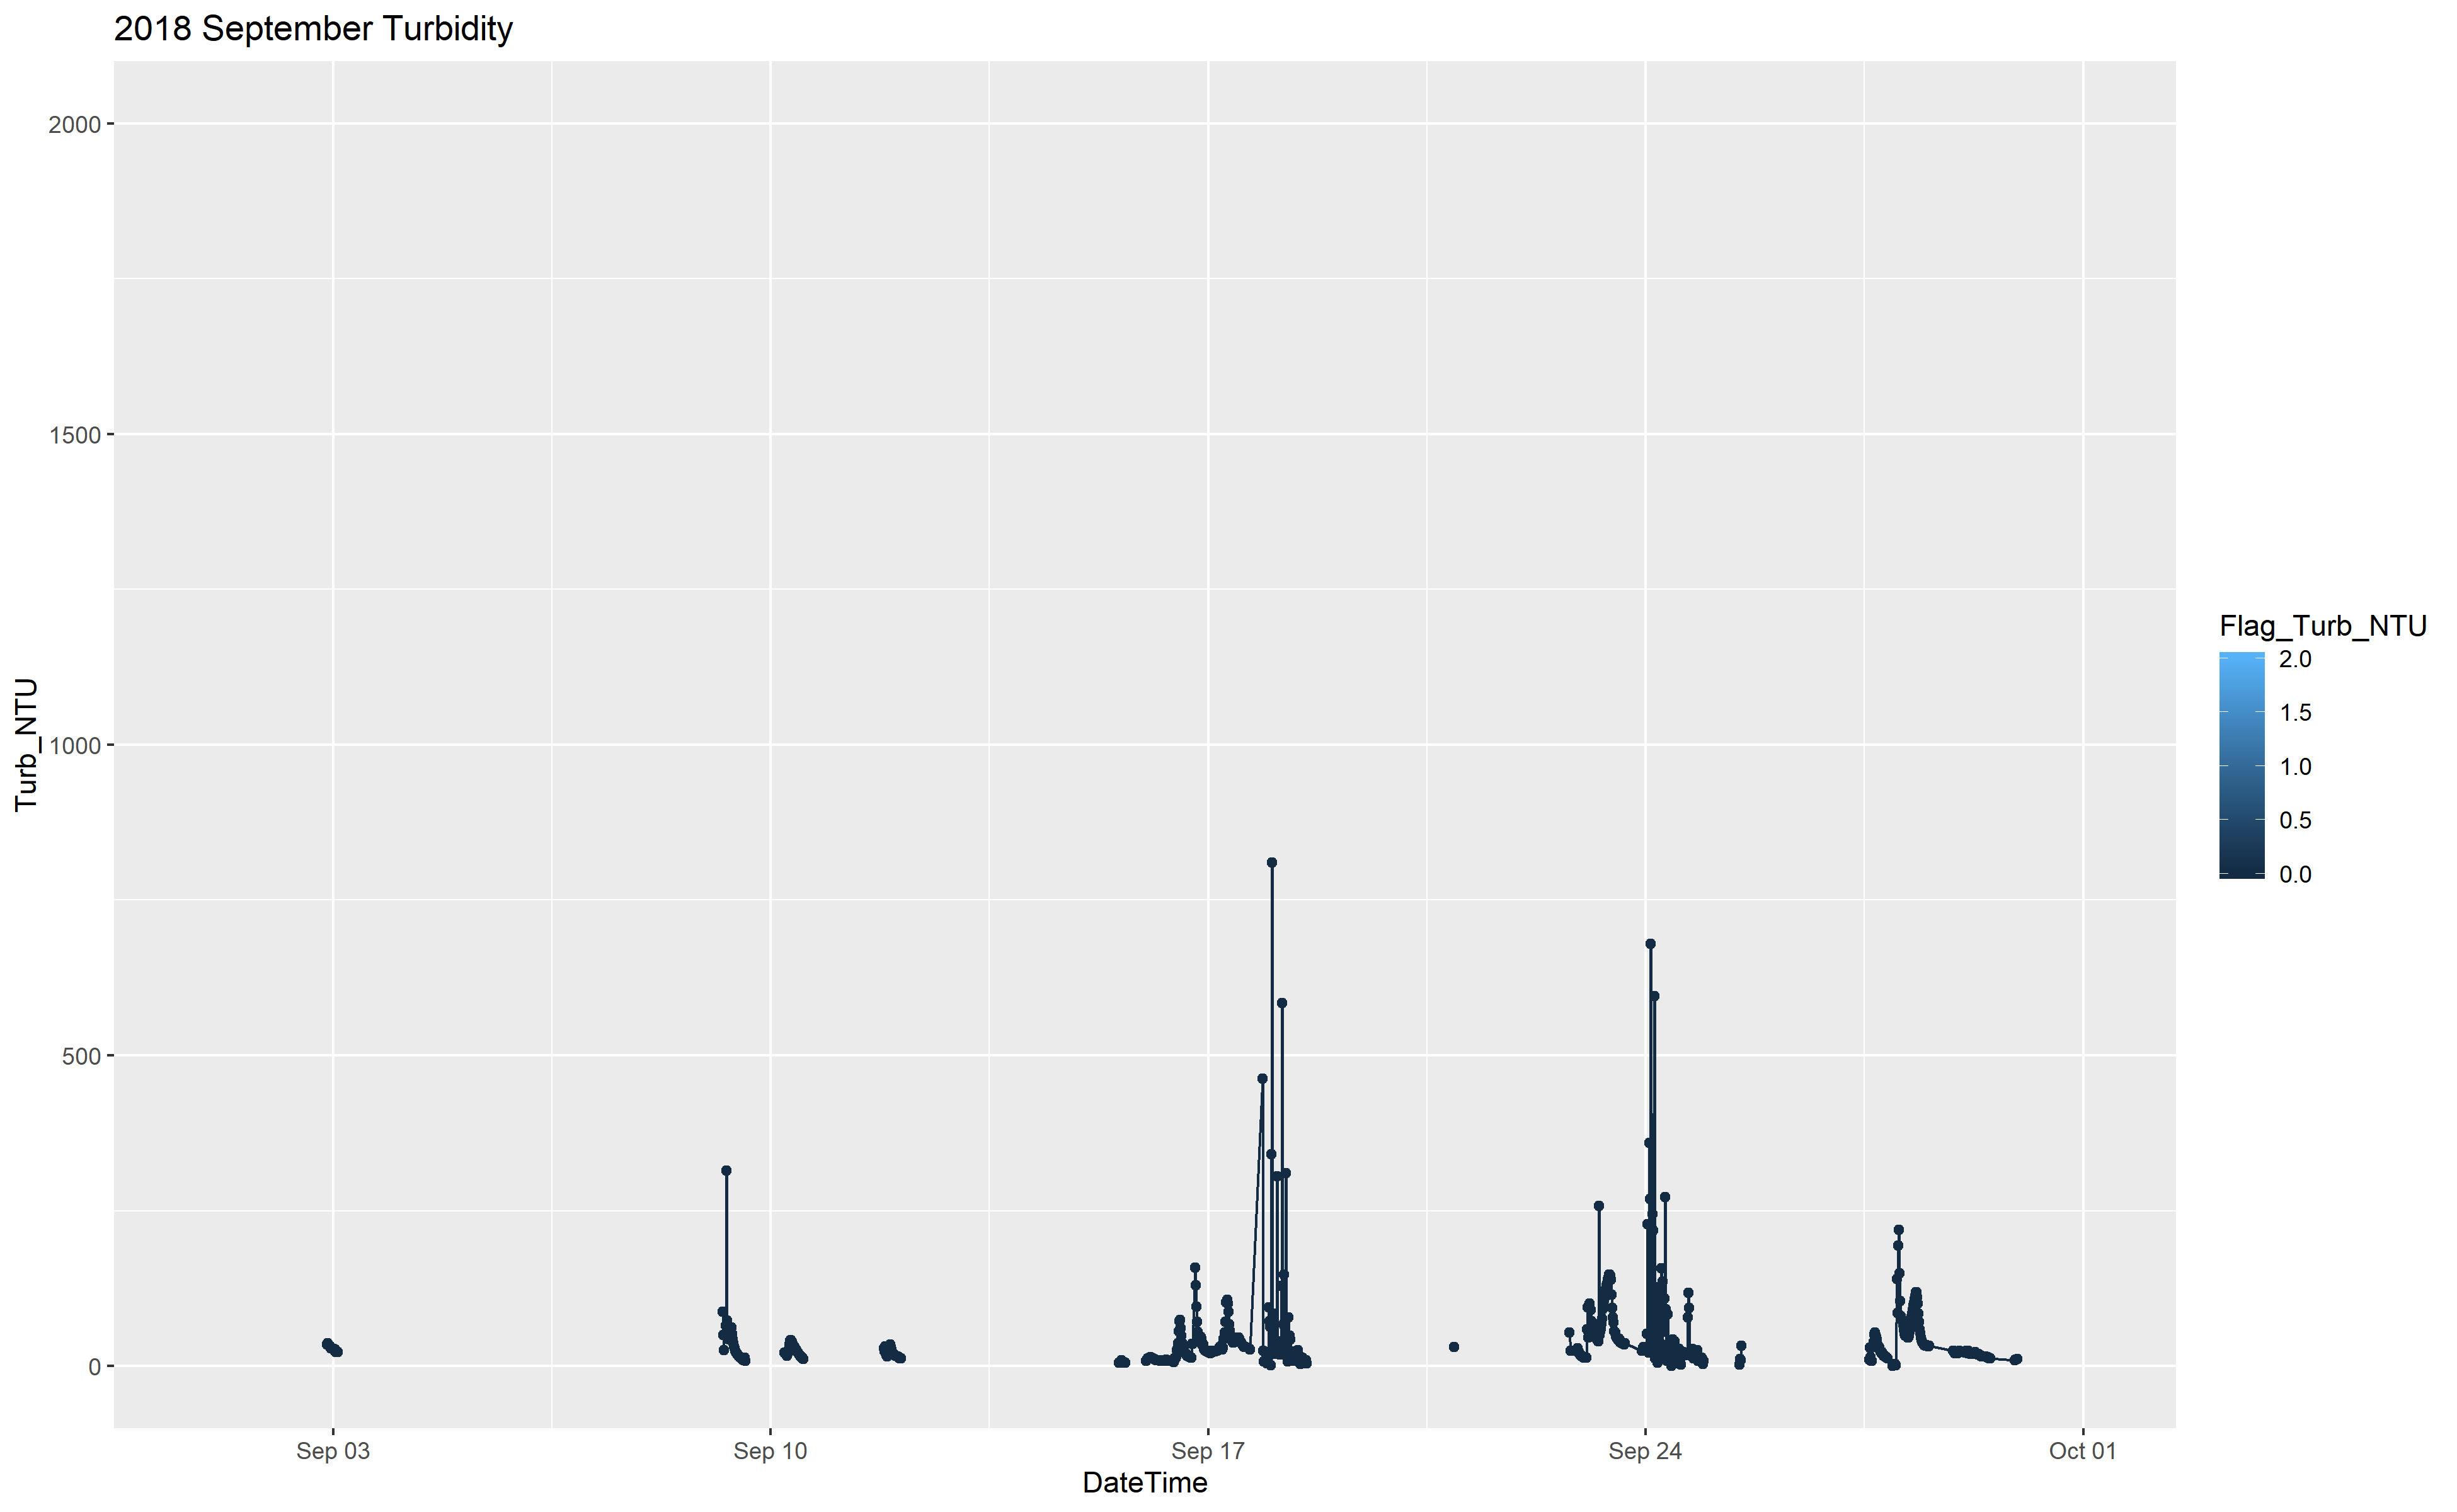 2018 September Turbidity
Turb_NTU
2000
1500
1000
500
0
Sep 03
Sep 10
Sep 17
Sep 24
Oct 01
DateTime
Flag_Turb_NTU
2.0
1.5
1.0
0.5
0.0